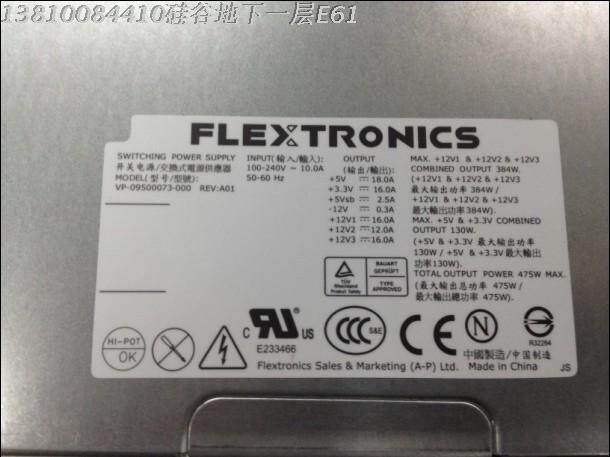 13810084410硅谷地下一层E61
FLEXTRONICS
SWITCHING POWER SUPPLY
开关电源/交換式電源供應器
MODEL(型号/型號):
VP-09500073-000 REV:A01
INPUT(输入/輸入):
100-240V ~ 10.0A
50-60 Hz
OUTPUT
(输出/輸出):
+5V 18.0A
+3.3V 16.0A
+5Vsb 2.5A
-12V 0.3A
+12V1 16.0A
+12V2 12.0A
+12V3 16.0A
MAX. +12V1 & +12V2 & +12V3
COMBINED OUTPUT 384W.
(+12V1 & +12V2 & +12V3
最大输出功率384W/
+12V1 & +12V2 & +12V3
最大輸出功率384W).
MAX. +5V & +3.3V COMBINED
OUTPUT 130W.
(+5V & +3.3V 最大输出功率
130W / +5V & +3.3V 最大輸出
功率130W).
TOTAL OUTPUT POWER 475W MAX.
(最大输出总功率 475W/
最大輸出總功率 475W).
TÜV
Rheinland
Product Safety
BAUART
GEPRÜFT
TYPE
APPROVED
HI-POT
OK
C US
E233466
CCC
S&E
CE
N
R32284
中國製造/中国制造
Flextronics Sales & Marketing (A-P) Ltd. Made in China JS